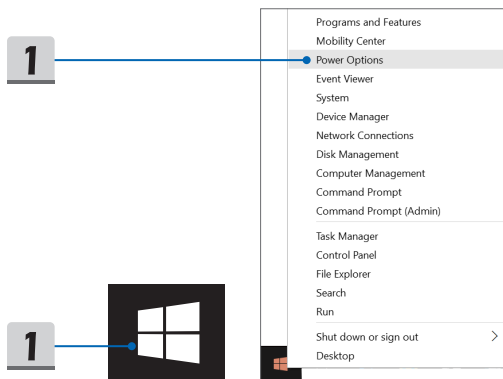 Programs and Features
Mobility Center
1
Power Options
Event Viewer
System
Device Manager
Network Connections
Disk Management
Computer Management
Command Prompt
Command Prompt (Admin)
Task Manager
Control Panel
File Explorer
Search
Run
1
Shut down or sign out
Desktop